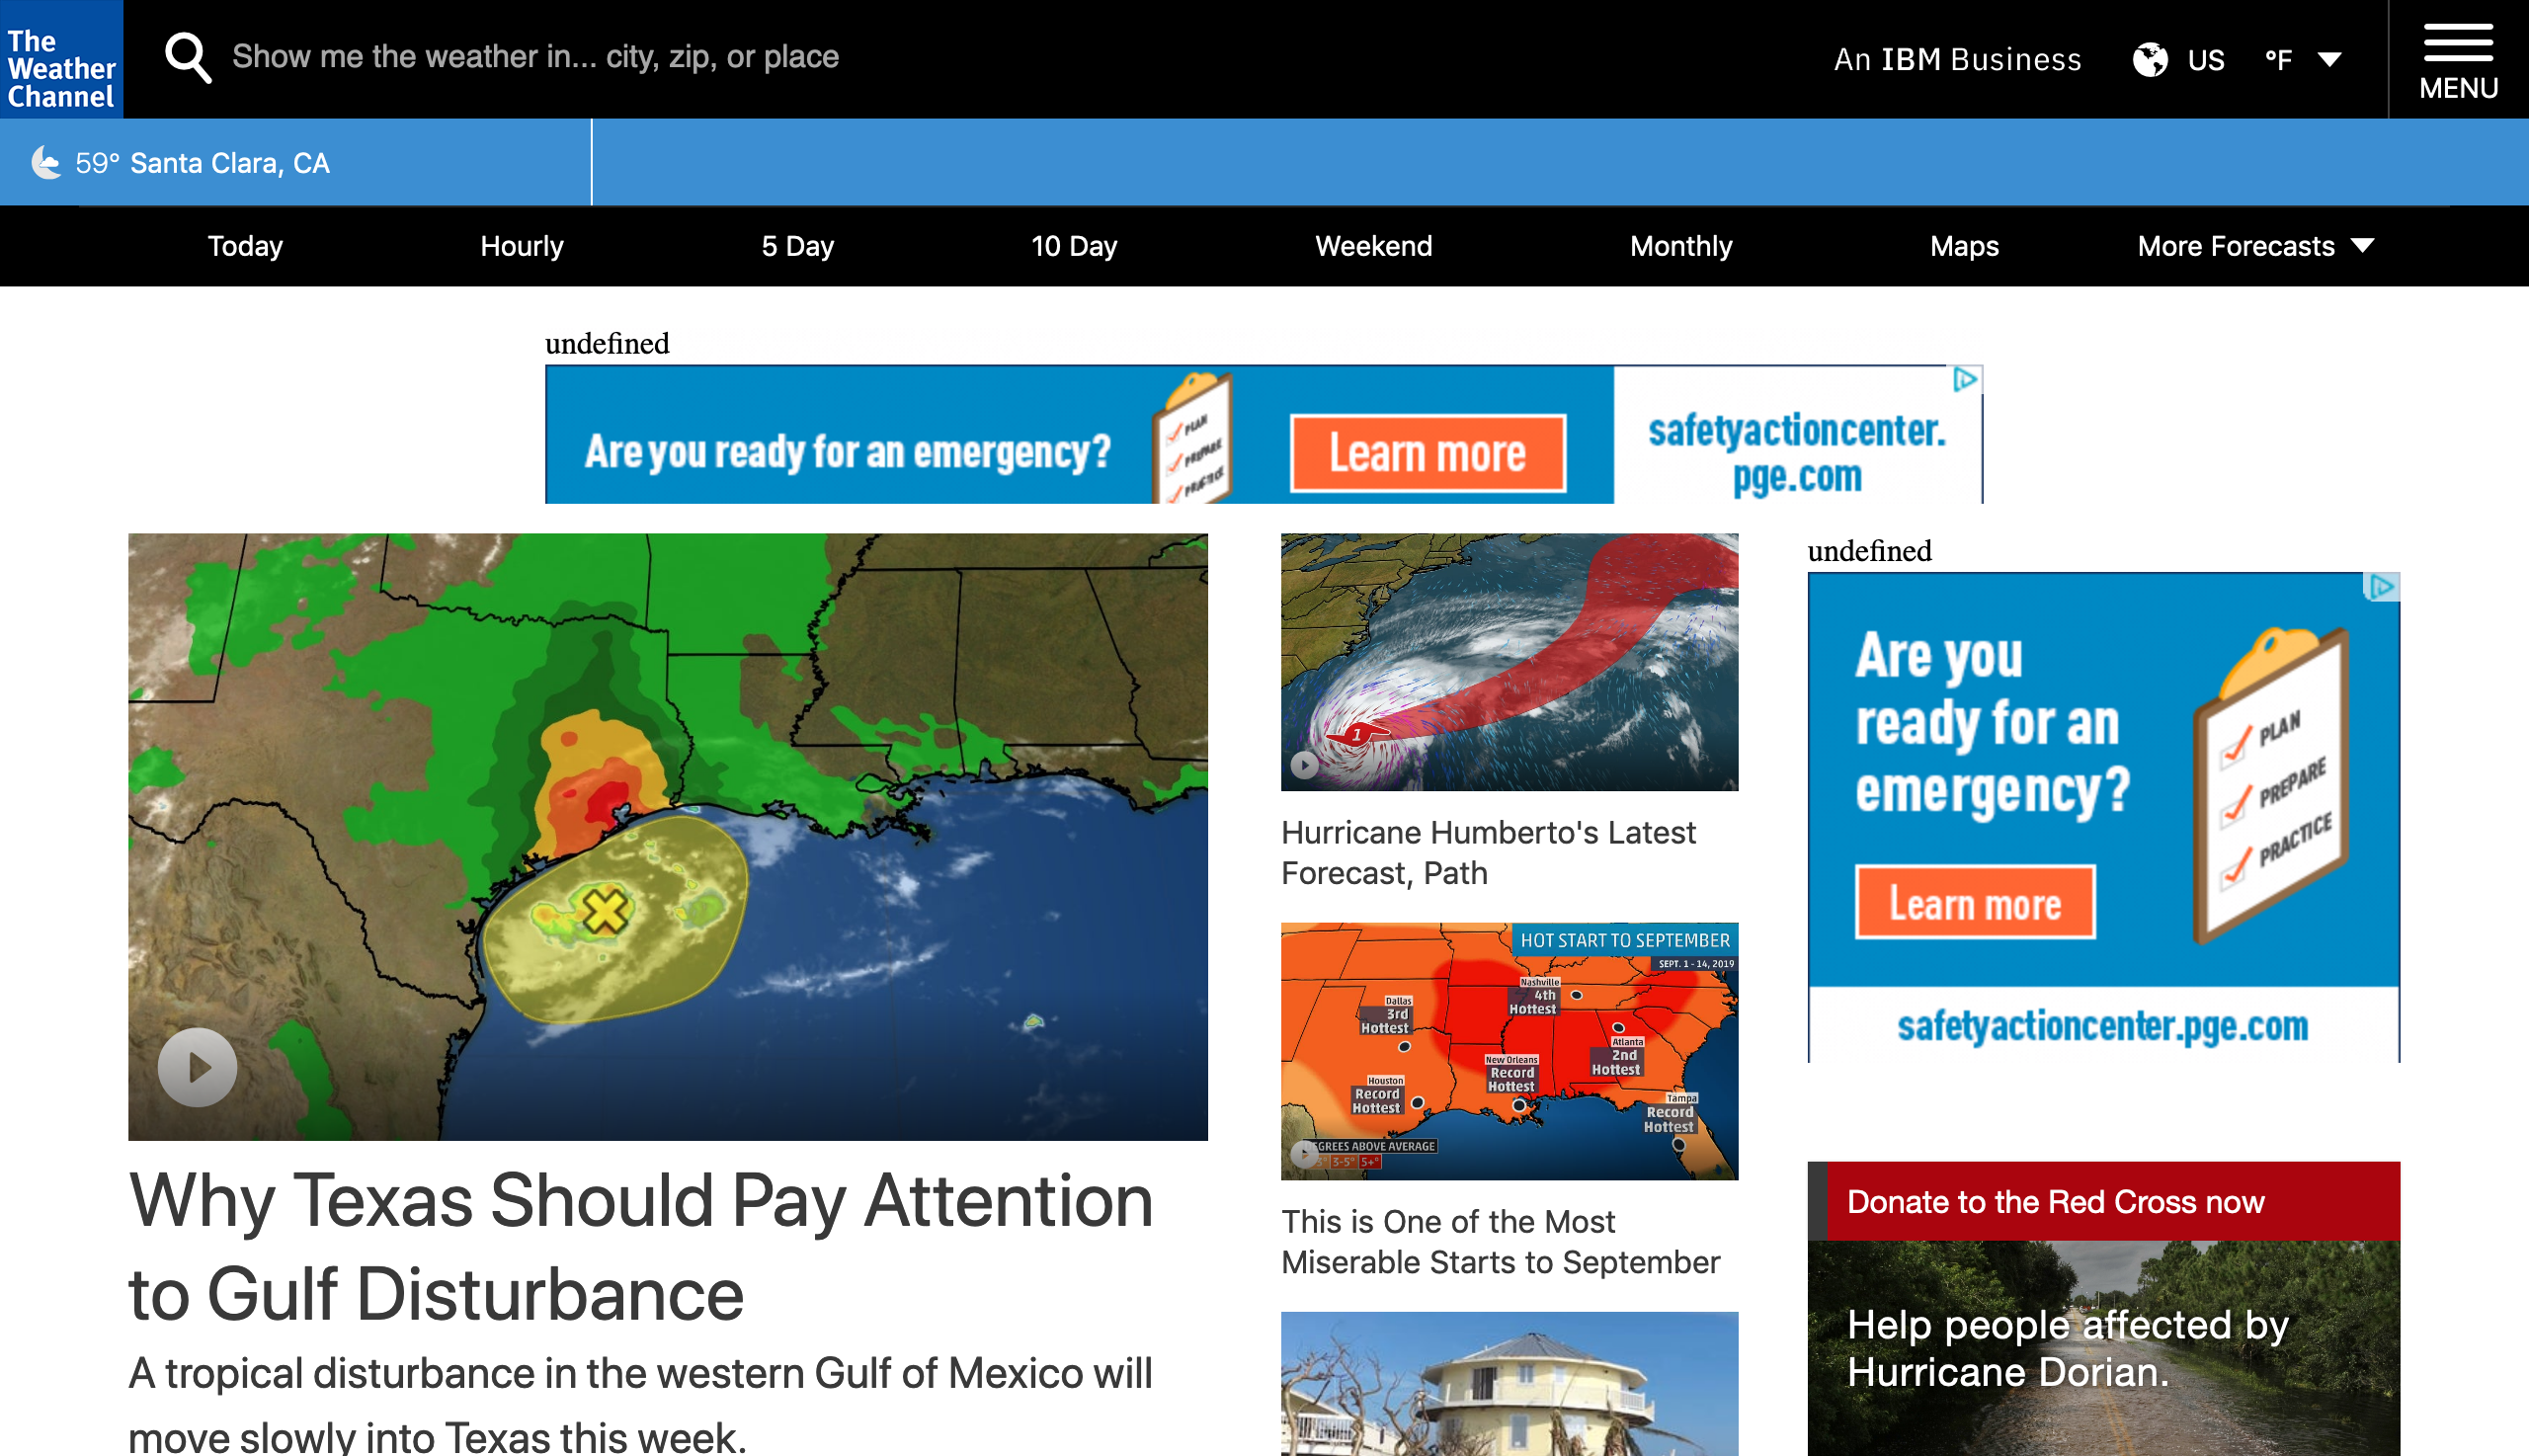 The
Weather
Channel
Show me the weather in... city, zip, or place
An IBM Business
US
°F
MENU
59° Santa Clara, CA
Today
Hourly
5 Day
10 Day
Weekend
Monthly
Maps
More Forecasts
undefined
Are you ready for an emergency?
PLAN
PREPARE
PRACTICE
Learn more
safetyactioncenter.
pge.com
Why Texas Should Pay Attention
to Gulf Disturbance
A tropical disturbance in the western Gulf of Mexico will
move slowly into Texas this week.
1
Hurricane Humberto's Latest
Forecast, Path
HOT START TO SEPTEMBER
SEPT. 1 - 14, 2019
Nashville
4th
Hottest
Dallas
3rd
Hottest
Atlanta
2nd
Hottest
New Orleans
Record
Hottest
Houston
Record
Hottest
Tampa
Record
Hottest
EGREES ABOVE AVERAGE
3° 3-5° 5+°
This is One of the Most
Miserable Starts to September
undefined
Are you
ready for an
emergency?
PLAN
PREPARE
PRACTICE
Learn more
safetyactioncenter.pge.com
Donate to the Red Cross now
Help people affected by
Hurricane Dorian.